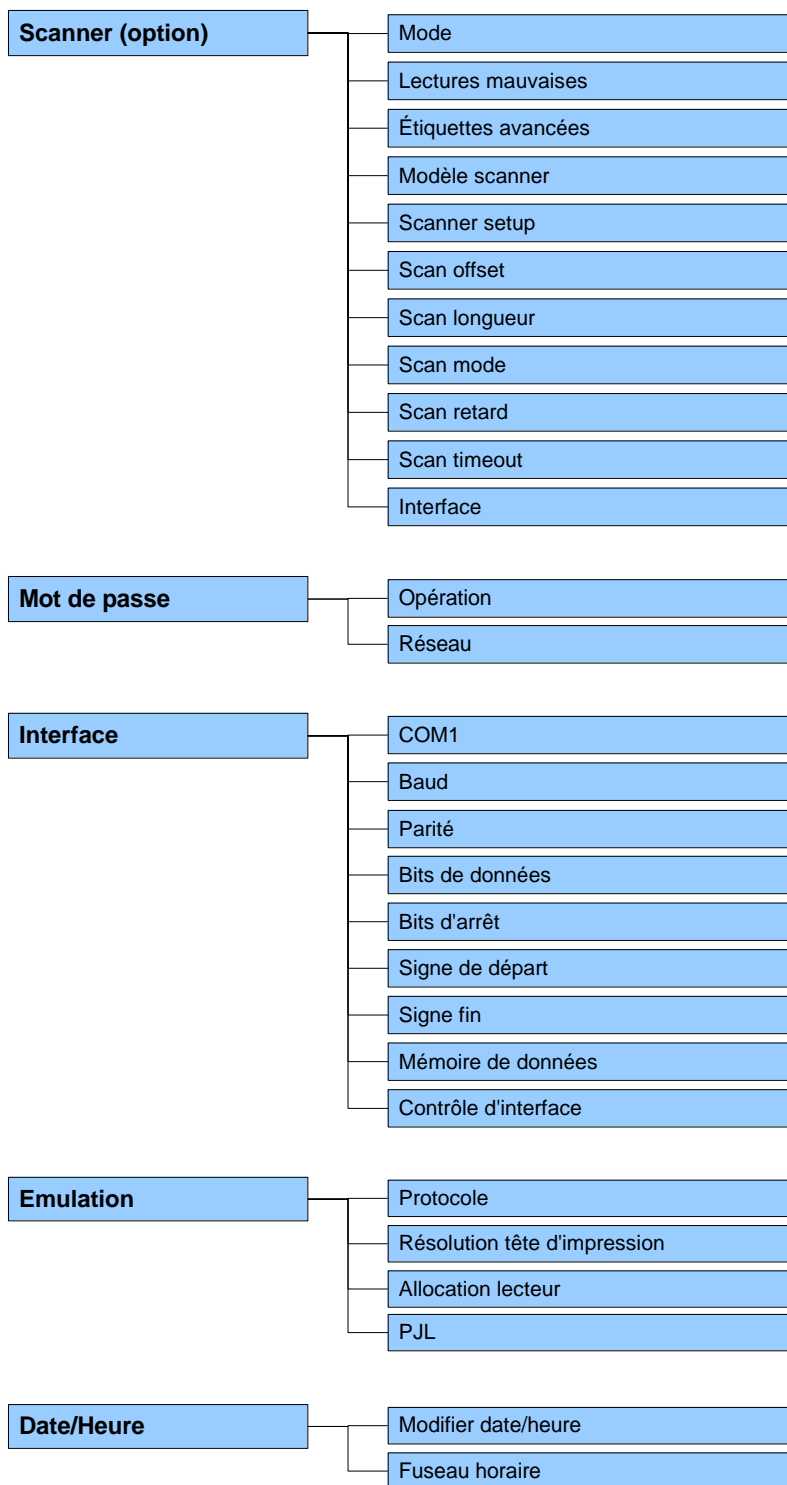 Scanner (option)
Mode
Lectures mauvaises
Étiquettes avancées
Modèle scanner
Scanner setup
Scan offset
Scan longueur
Scan mode
Scan retard
Scan timeout
Interface
Mot de passe
Opération
Réseau
Interface
COM1
Baud
Parité
Bits de données
Bits d'arrêt
Signe de départ
Signe fin
Mémoire de données
Contrôle d'interface
Emulation
Protocole
Résolution tête d'impression
Allocation lecteur
PJL
Date/Heure
Modifier date/heure
Fuseau horaire